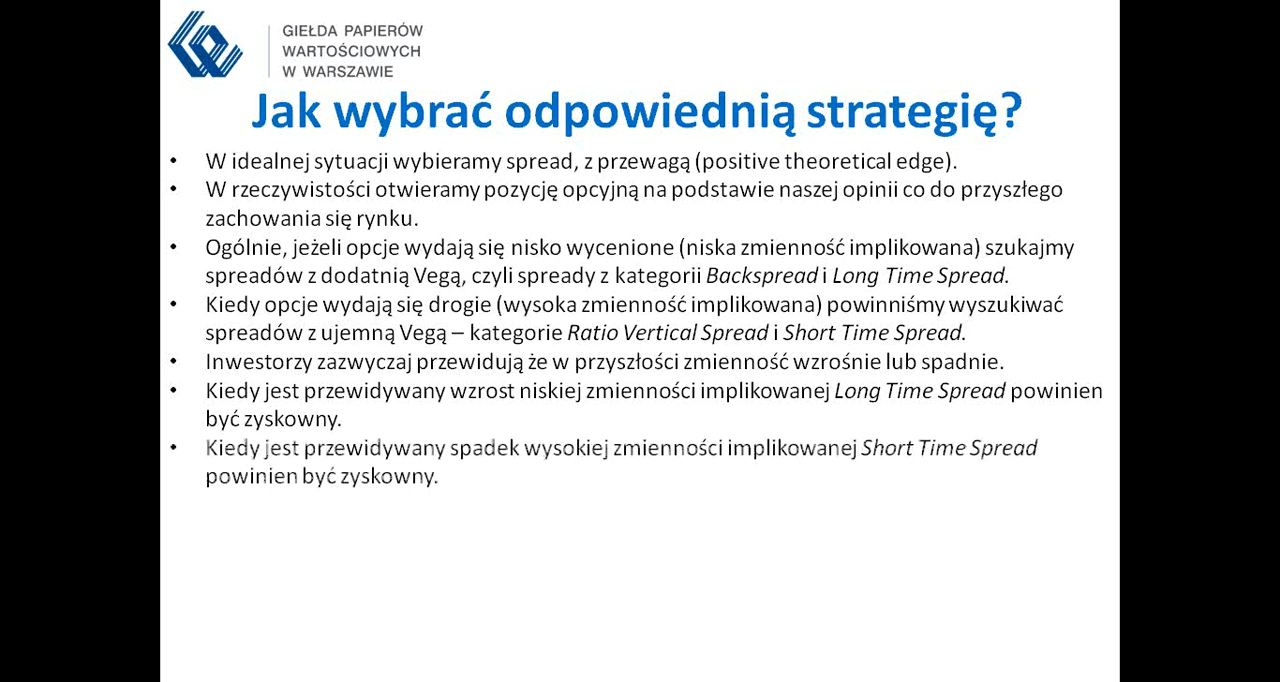 GIEŁDA PAPIERÓW
WARTOŚCIOWYCH
W WARSZAWIE
Jak wybrać odpowiednią strategię?
• W idealnej sytuacji wybieramy spread, z przewagą (positive theoretical edge).
• W rzeczywistości otwieramy pozycję opcyjną na podstawie naszej opinii co do przyszłego
zachowania się rynku.
• Ogólnie, jeżeli opcje wydają się nisko wycenione (niska zmienność implikowana) szukajmy
spreadów z dodatnią Vegą, czyli spready z kategorii Backspread i Long Time Spread.
• Kiedy opcje wydają się drogie (wysoka zmienność implikowana) powinniśmy wyszukiwać
spreadów z ujemną Vegą – kategorie Ratio Vertical Spread i Short Time Spread.
• Inwestorzy zazwyczaj przewidują że w przyszłości zmienność wzrośnie lub spadnie.
• Kiedy jest przewidywany wzrost niskiej zmienności implikowanej Long Time Spread powinien
być zyskowny.
• Kiedy jest przewidywany spadek wysokiej zmienności implikowanej Short Time Spread
powinien być zyskowny.